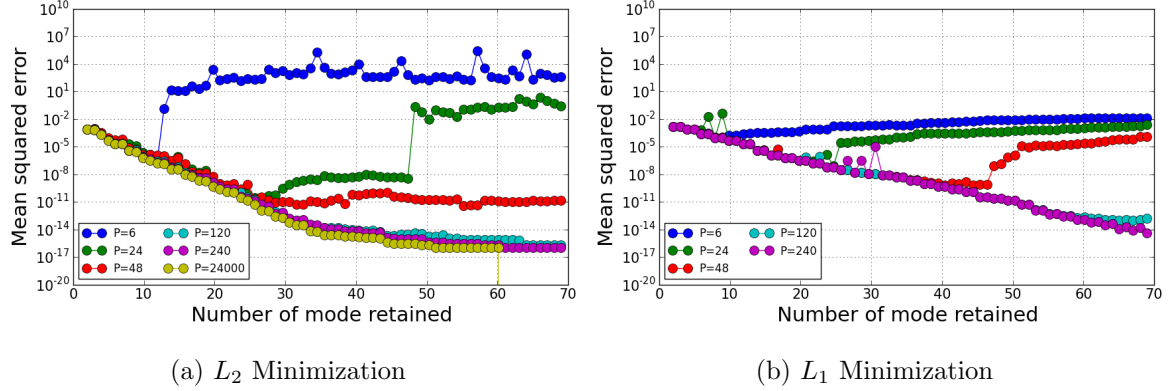 10^10
10^7
10^4
10^1
10^-2
10^-5
10^-8
10^-11
10^-14
10^-17
10^-20
Mean squared error
P=6
P=24
P=48
P=120
P=240
P=24000
0 10 20 30 40 50 60 70
Number of mode retained
(a) L_2 Minimization
10^10
10^7
10^4
10^1
10^-2
10^-5
10^-8
10^-11
10^-14
10^-17
10^-20
Mean squared error
P=6
P=24
P=48
P=120
P=240
0 10 20 30 40 50 60 70
Number of mode retained
(b) L_1 Minimization